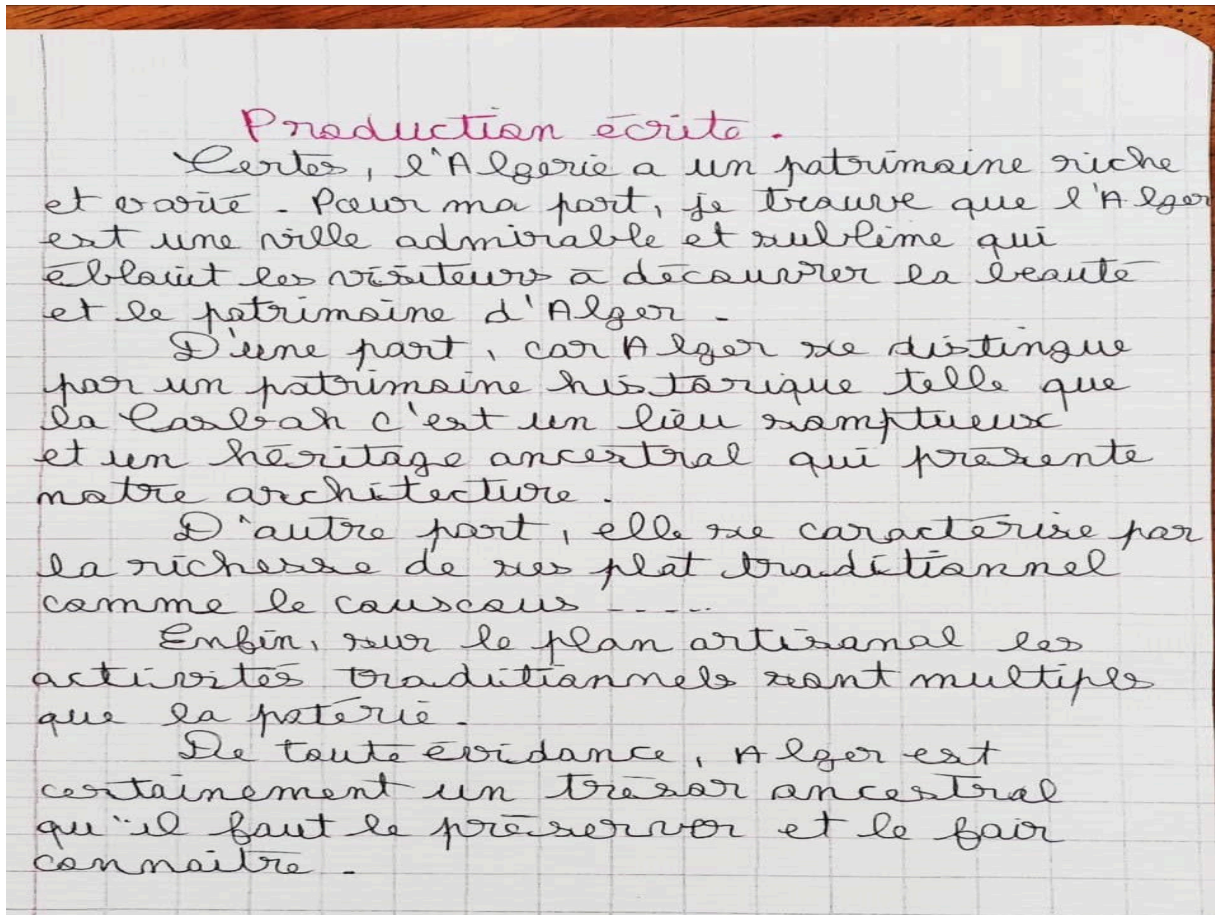 Production écrite.
Certes, l'Algerie a un patrimoine riche
et varié. Pour ma part, je trouve que l'Alger
est une ville admirable et sublime qui
éblouit les visiteurs à découvrer la beauté
et le patrimoine d'Alger.
D'une part, car Alger se distingue
par un patrimoine historique telle que
la Casbah c'est un lieu somptueux
et un héritage ancestral qui présente
notre architecture.
D'autre part, elle se caractérise par
la richesse de ses plat traditionnel
comme le couscous .....
Enfin, sur le plan artisanal les
activités traditionnels sont multiples
que la poterie.
De toute évidance, Alger est
certainement un trésor ancestral
qu'il faut le préserver et le fair
connaitre.